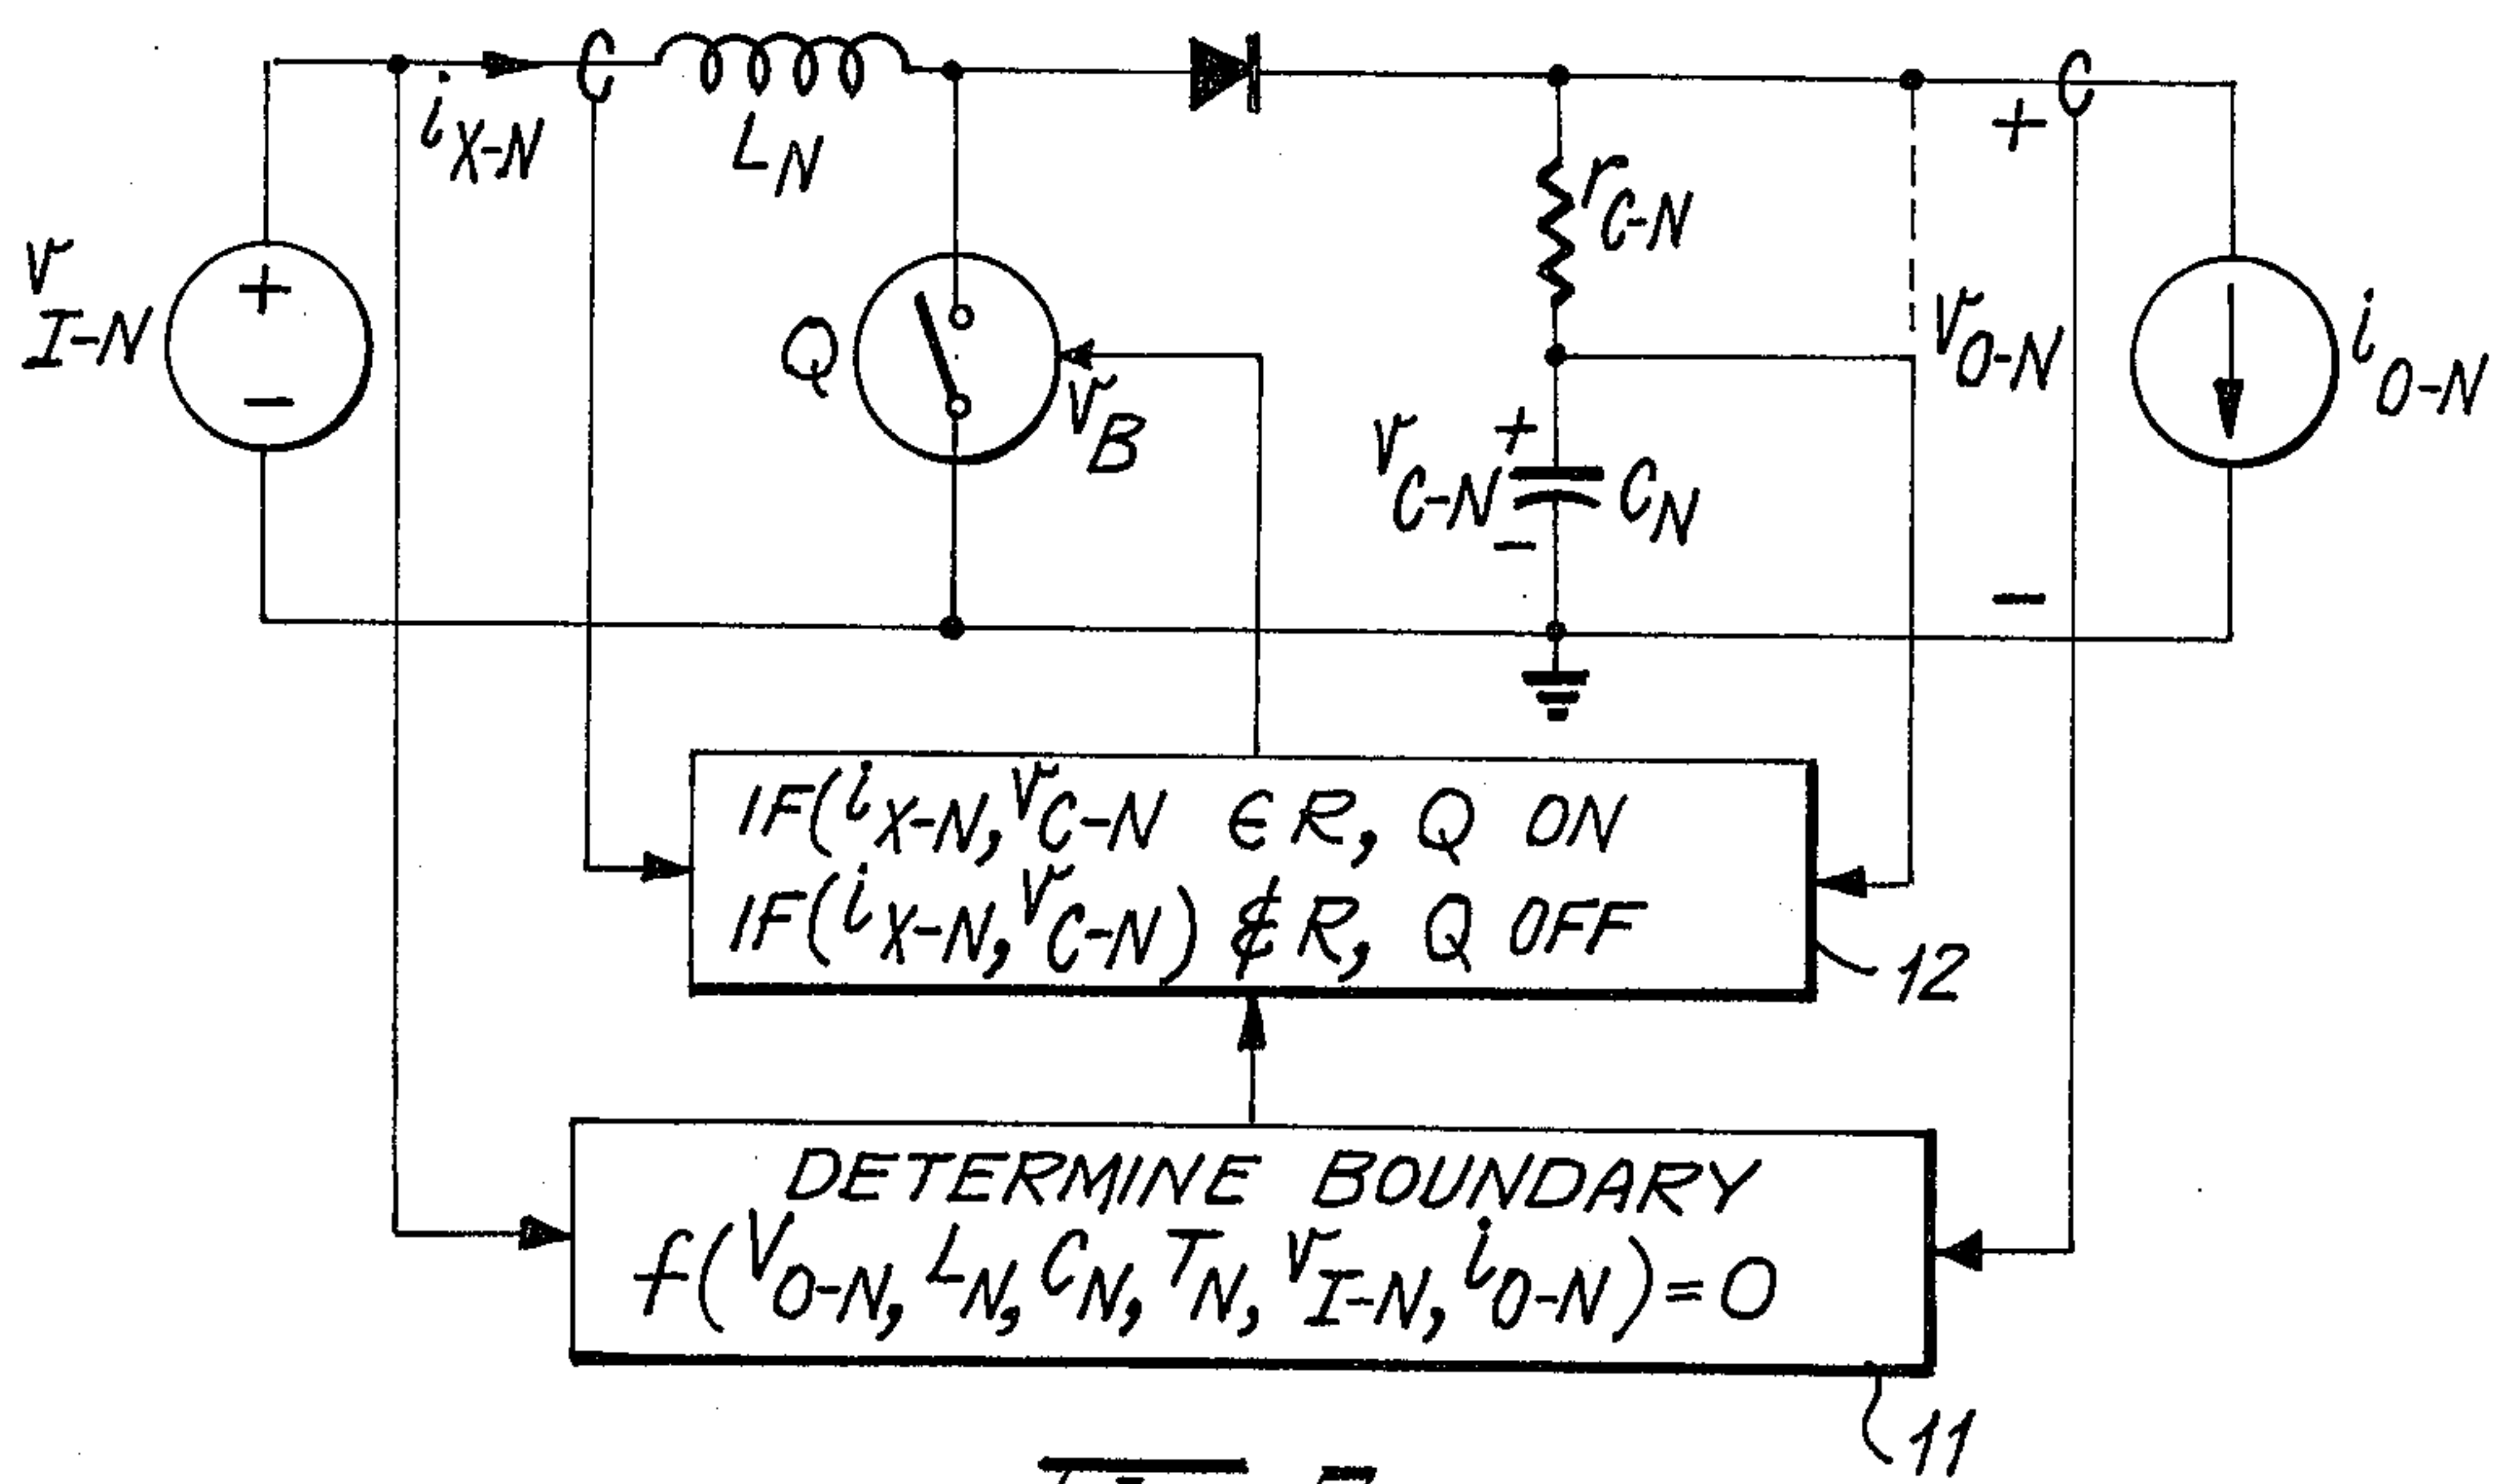 i X-N
L N
v I-N
+
−
Q
v B
r C-N
v C-N
+
−
C N
+
v O-N
−
i O-N
IF(i X-N, v C-N ∈ R, Q ON
IF(i X-N, v C-N) ∉ R, Q OFF
12
DETERMINE BOUNDARY
f(V O-N, L N, C N, T N, v I-N, i O-N) = 0
11